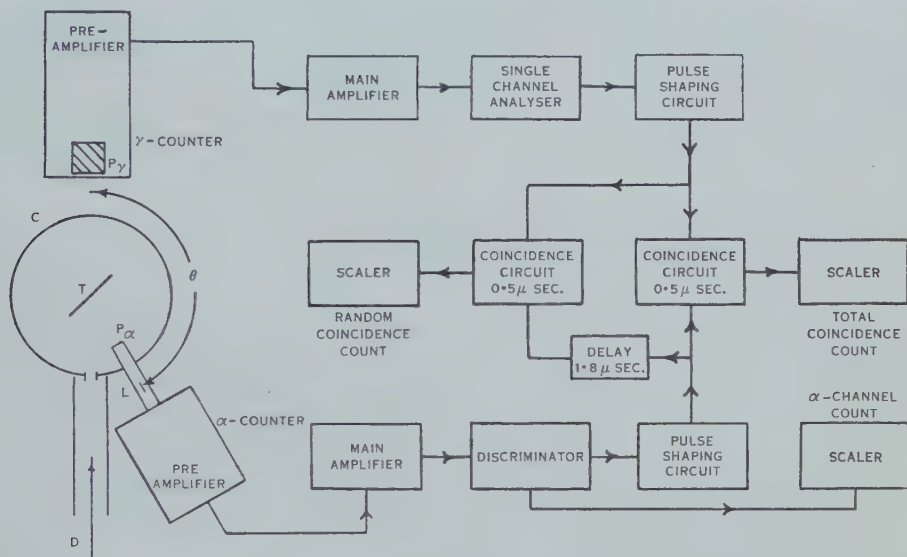 PRE-
AMPLIFIER
Pγ
γ-COUNTER
MAIN
AMPLIFIER
SINGLE
CHANNEL
ANALYSER
PULSE
SHAPING
CIRCUIT
C
T
θ
Pα
L
α-COUNTER
PRE
AMPLIFIER
D
SCALER
RANDOM
COINCIDENCE
COUNT
COINCIDENCE
CIRCUIT
0·5μ SEC.
COINCIDENCE
CIRCUIT
0·5μ SEC.
SCALER
TOTAL
COINCIDENCE
COUNT
DELAY
1·8μ SEC.
α-CHANNEL
COUNT
MAIN
AMPLIFIER
DISCRIMINATOR
PULSE
SHAPING
CIRCUIT
SCALER